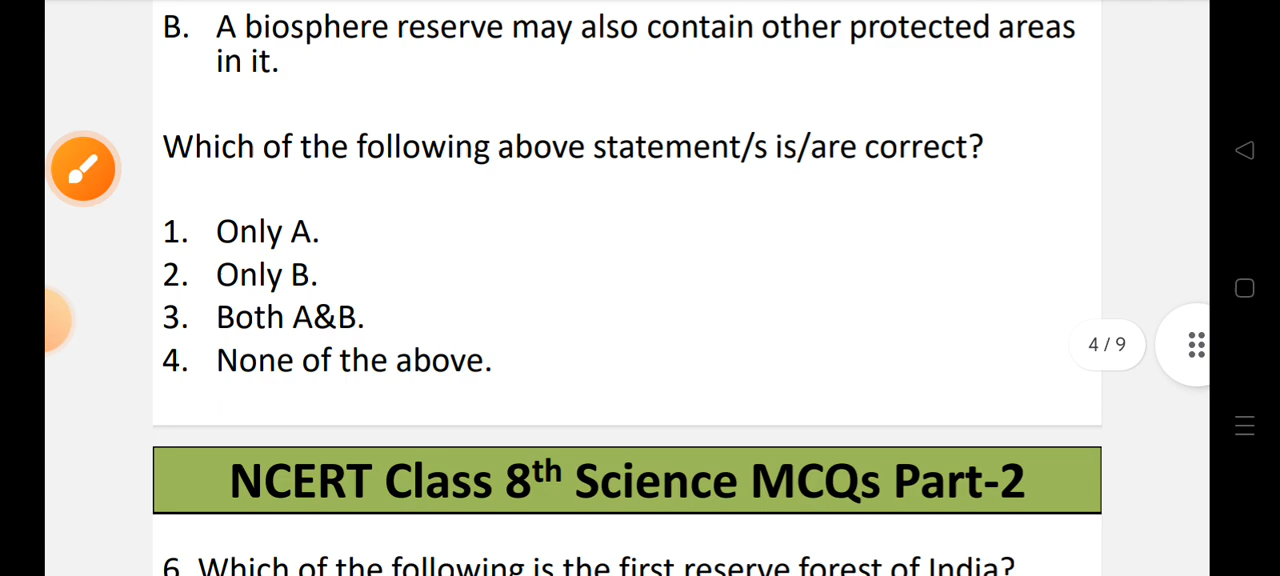 B. A biosphere reserve may also contain other protected areas
in it.
Which of the following above statement/s is/are correct?
1. Only A.
2. Only B.
3. Both A&B.
4. None of the above.
4 / 9
NCERT Class 8th Science MCQs Part-2
6. Which of the following is the first reserve forest of India?